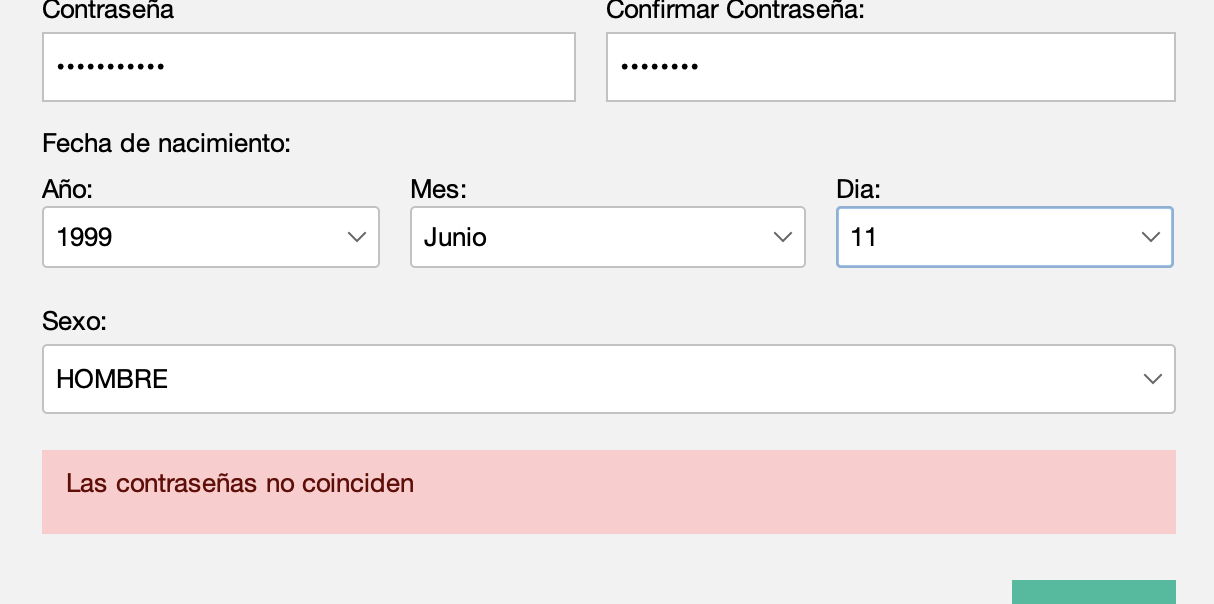 Contraseña
Confirmar Contraseña:
•••••••••••
••••••••
Fecha de nacimiento:
Año:
Mes:
Dia:
1999
Junio
11
Sexo:
HOMBRE
Las contraseñas no coinciden